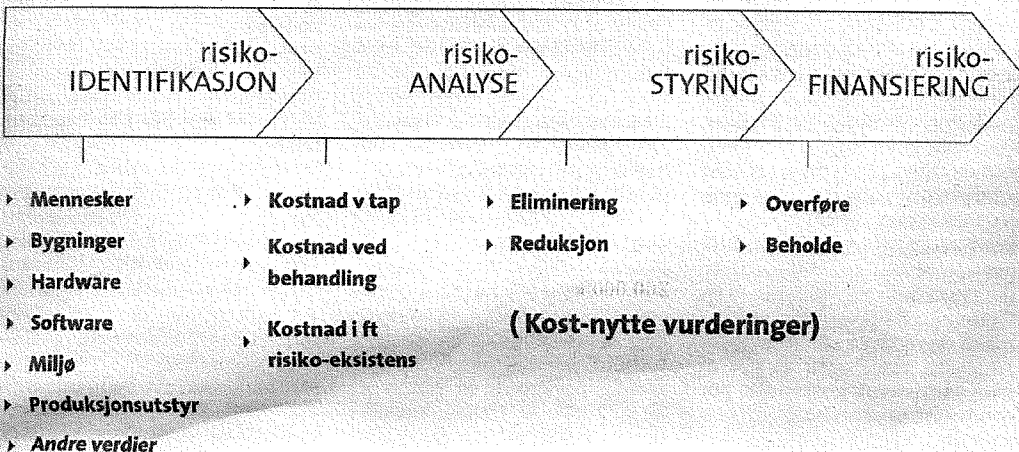 risiko-
IDENTIFIKASJON
risiko-
ANALYSE
risiko-
STYRING
risiko-
FINANSIERING
Mennesker
Bygninger
Hardware
Software
Miljø
Produksjonsutstyr
Andre verdier
Kostnad v tap
Kostnad ved
behandling
Kostnad i ft
risiko-eksistens
Eliminering
Reduksjon
Overføre
Beholde
(Kost-nytte vurderinger)